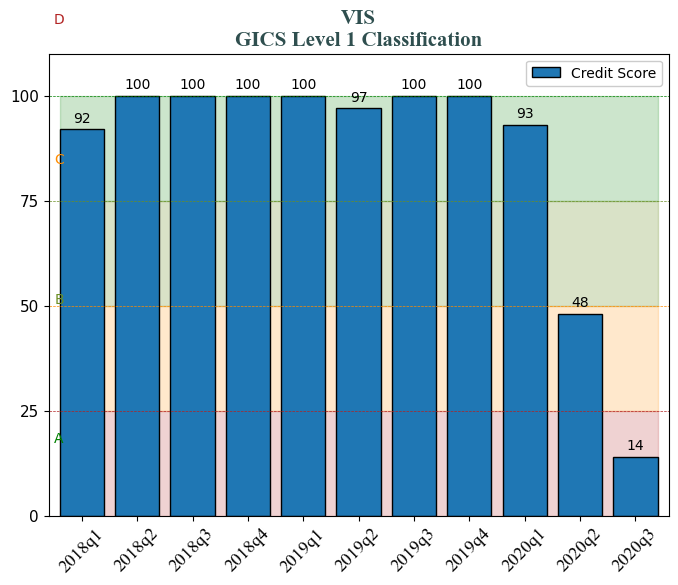 D
VIS
GICS Level 1 Classification
Credit Score
100
75
50
25
0
C
B
A
92
100
100
100
100
97
100
100
93
48
14
2018q1
2018q2
2018q3
2018q4
2019q1
2019q2
2019q3
2019q4
2020q1
2020q2
2020q3